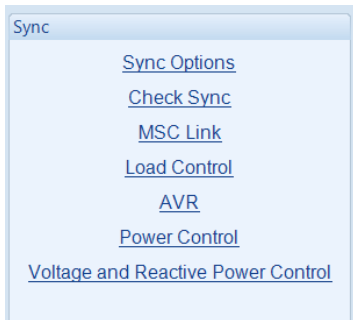 Sync
Sync Options
Check Sync
MSC Link
Load Control
AVR
Power Control
Voltage and Reactive Power Control